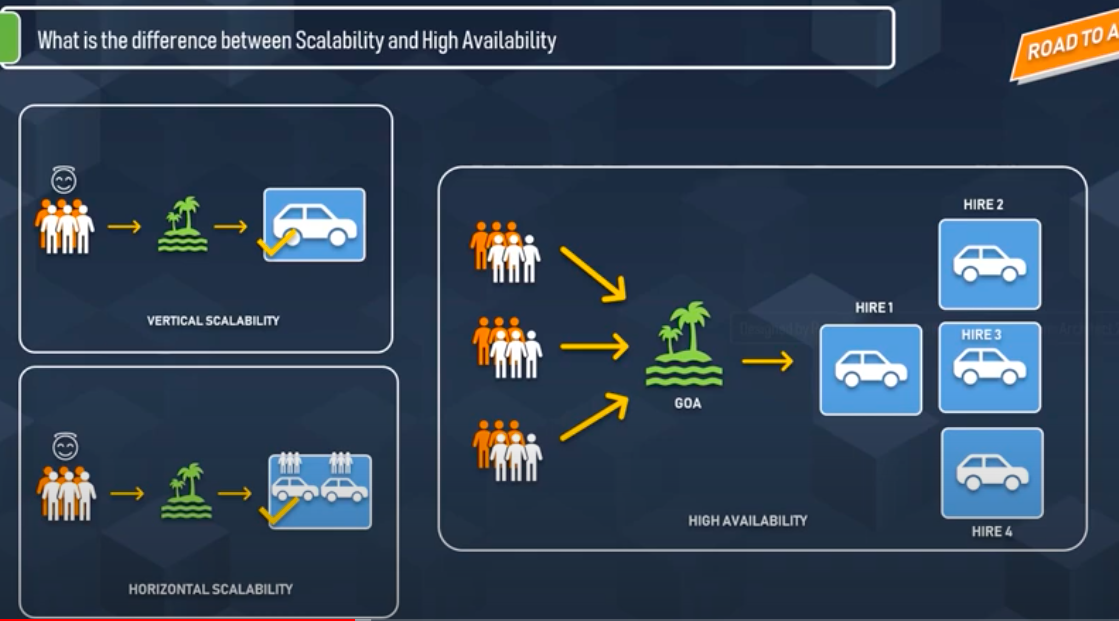 What is the difference between Scalability and High Availability
ROAD TO A
VERTICAL SCALABILITY
HORIZONTAL SCALABILITY
HIRE 2
HIRE 1
HIRE 3
GOA
HIGH AVAILABILITY
HIRE 4